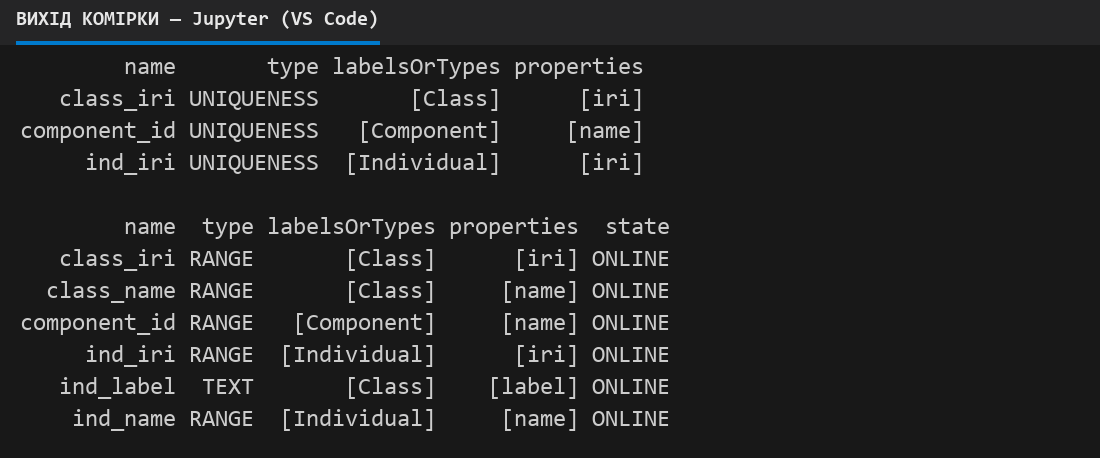 ВИХІД КОМІРКИ — Jupyter (VS Code)
name type labelsOrTypes properties
class_iri UNIQUENESS [Class] [iri]
component_id UNIQUENESS [Component] [name]
ind_iri UNIQUENESS [Individual] [iri]
name type labelsOrTypes properties state
class_iri RANGE [Class] [iri] ONLINE
class_name RANGE [Class] [name] ONLINE
component_id RANGE [Component] [name] ONLINE
ind_iri RANGE [Individual] [iri] ONLINE
ind_label TEXT [Class] [label] ONLINE
ind_name RANGE [Individual] [name] ONLINE